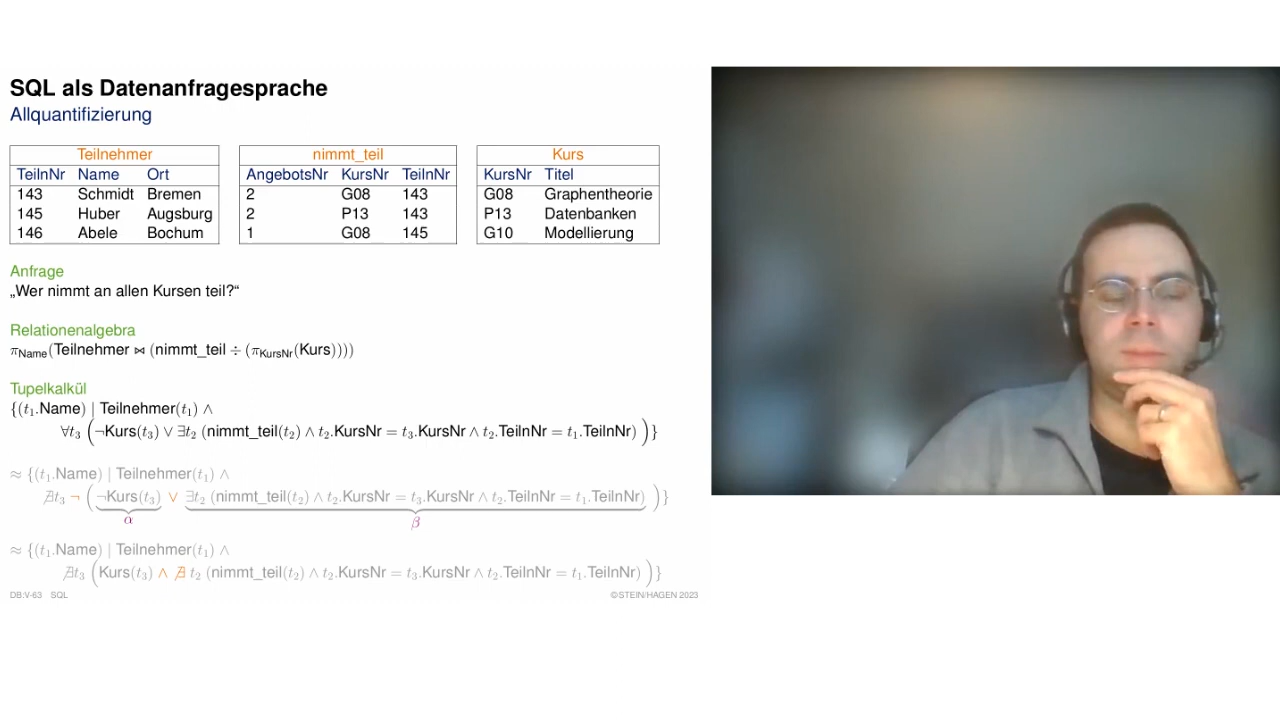 SQL als Datenanfragesprache
Allquantifizierung
Teilnehmer
TeilnNr Name Ort
143 Schmidt Bremen
145 Huber Augsburg
146 Abele Bochum
nimmt_teil
AngebotsNr KursNr TeilnNr
2 G08 143
2 P13 143
1 G08 145
Kurs
KursNr Titel
G08 Graphentheorie
P13 Datenbanken
G10 Modellierung
Anfrage
„Wer nimmt an allen Kursen teil?“
Relationenalgebra
π_Name(Teilnehmer ⋈ (nimmt_teil ÷ (π_KursNr(Kurs))))
Tupelkalkül
{(t₁.Name) | Teilnehmer(t₁) ∧
∀t₃ (¬Kurs(t₃) ∨ ∃t₂ (nimmt_teil(t₂) ∧ t₂.KursNr = t₃.KursNr ∧ t₂.TeilnNr = t₁.TeilnNr) )}
≈ {(t₁.Name) | Teilnehmer(t₁) ∧
∄t₃ ¬ (¬Kurs(t₃) ∨ ∃t₂ (nimmt_teil(t₂) ∧ t₂.KursNr = t₃.KursNr ∧ t₂.TeilnNr = t₁.TeilnNr) )}
α β
≈ {(t₁.Name) | Teilnehmer(t₁) ∧
∄t₃ (Kurs(t₃) ∧ ∄ t₂ (nimmt_teil(t₂) ∧ t₂.KursNr = t₃.KursNr ∧ t₂.TeilnNr = t₁.TeilnNr) )}
DB:V-63 SQL ©STEIN/HAGEN 2023